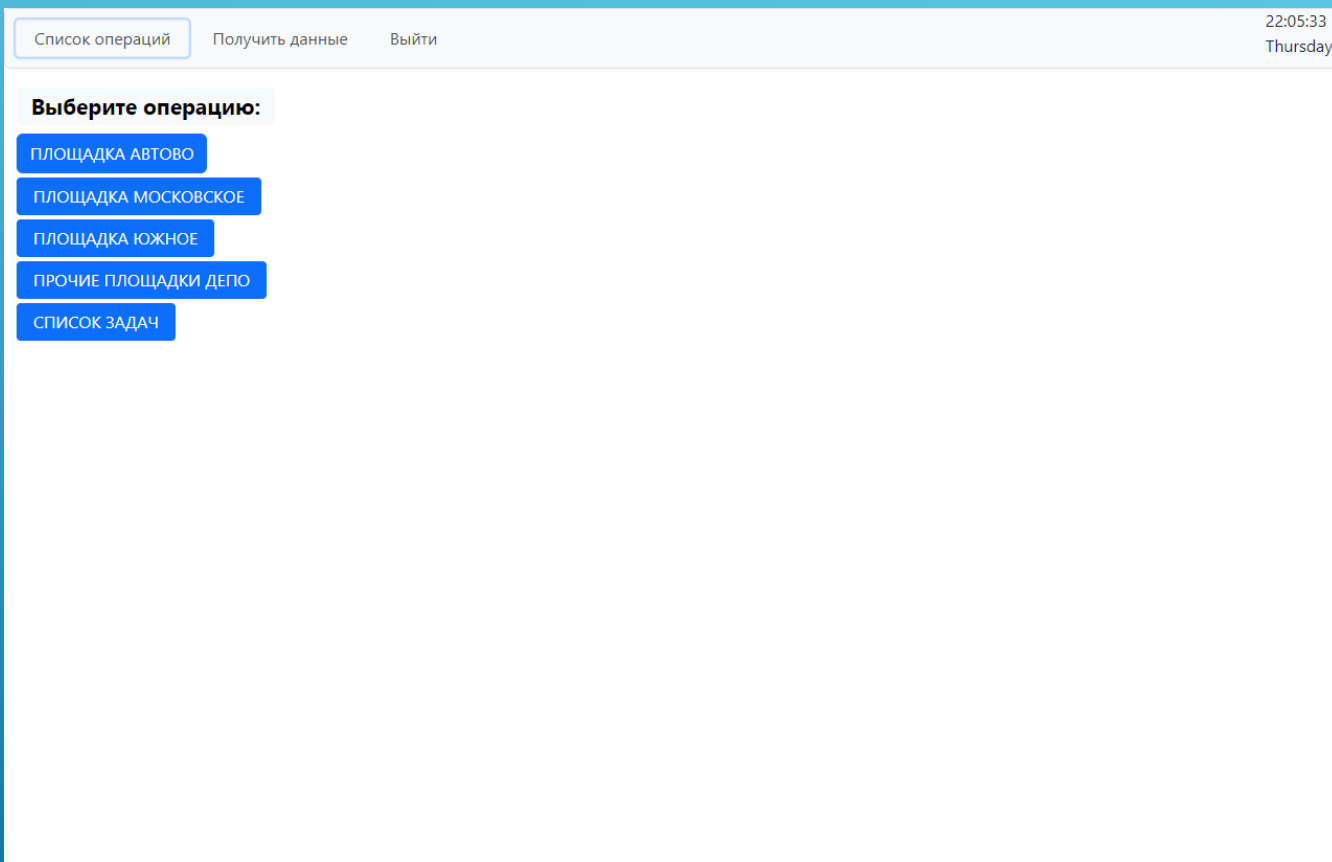 Список операций Получить данные Выйти
22:05:33
Thursday
Выберите операцию:
ПЛОЩАДКА АВТОВО
ПЛОЩАДКА МОСКОВСКОЕ
ПЛОЩАДКА ЮЖНОЕ
ПРОЧИЕ ПЛОЩАДКИ ДЕПО
СПИСОК ЗАДАЧ